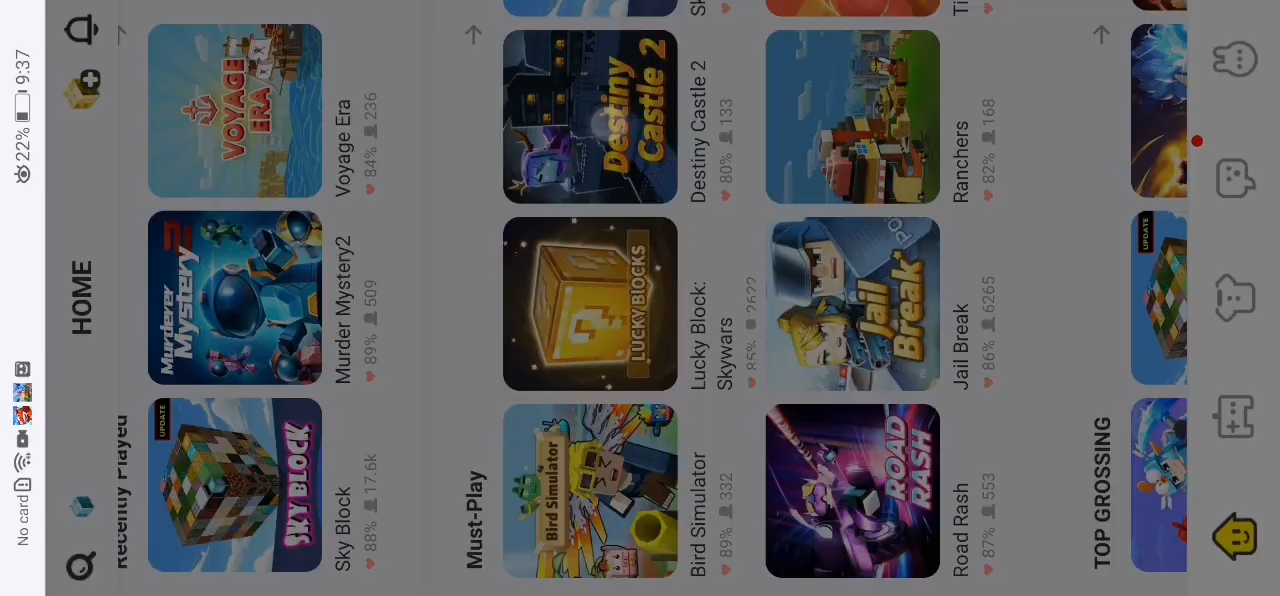 No card
22% 9:37
HOME
Recently Played
UPDATE
SKY BLOCK
Murderer
Mystery 2
VOYAGE
ERA
Sky Block
88% 17.6k
Murder Mystery2
89% 509
Voyage Era
84% 236
Must-Play
Bird Simulator
LUCKY BLOCKS
Destiny
Castle 2
Bird Simulator
89% 332
Lucky Block:
Skywars
85% 2622
Destiny Castle 2
80% 133
ROAD
RASH
Jail
Break
Road Rash
87% 553
Jail Break
86% 6265
Ranchers
82% 168
TOP GROSSING
UPDATE